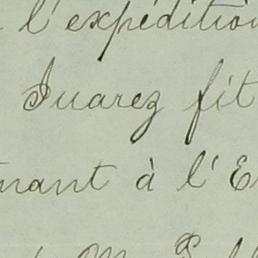 l'expédition
Juarez fit
nant à l'E